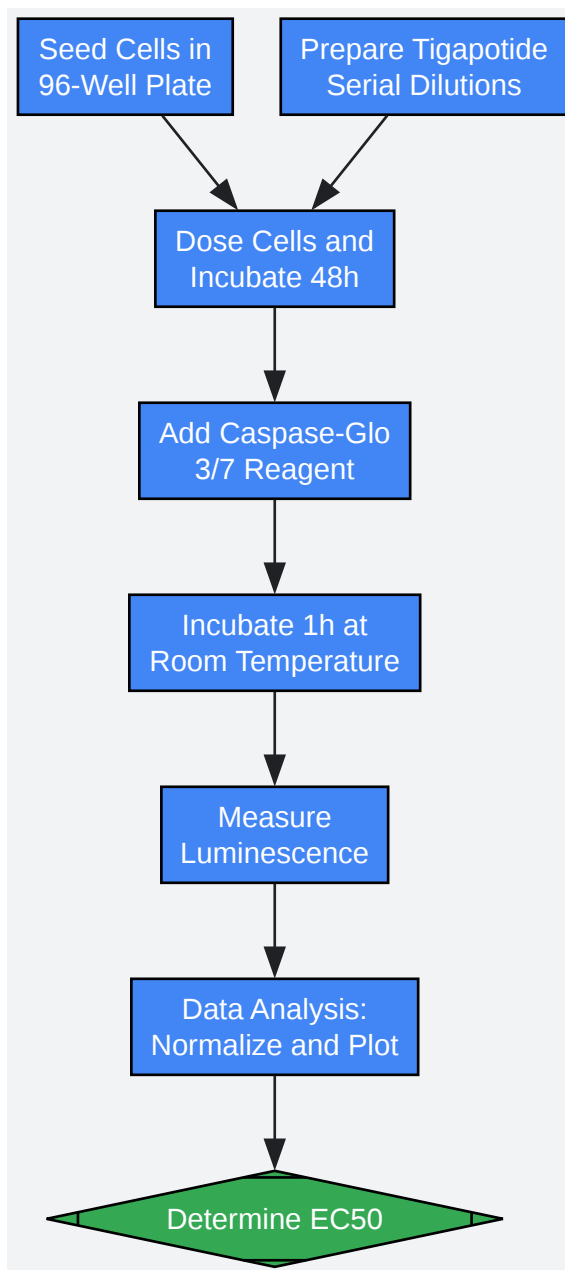 Seed Cells in
96-Well Plate
Prepare Tigapotide
Serial Dilutions
Dose Cells and
Incubate 48h
Add Caspase-Glo
3/7 Reagent
Incubate 1h at
Room Temperature
Measure
Luminescence
Data Analysis:
Normalize and Plot
Determine EC50